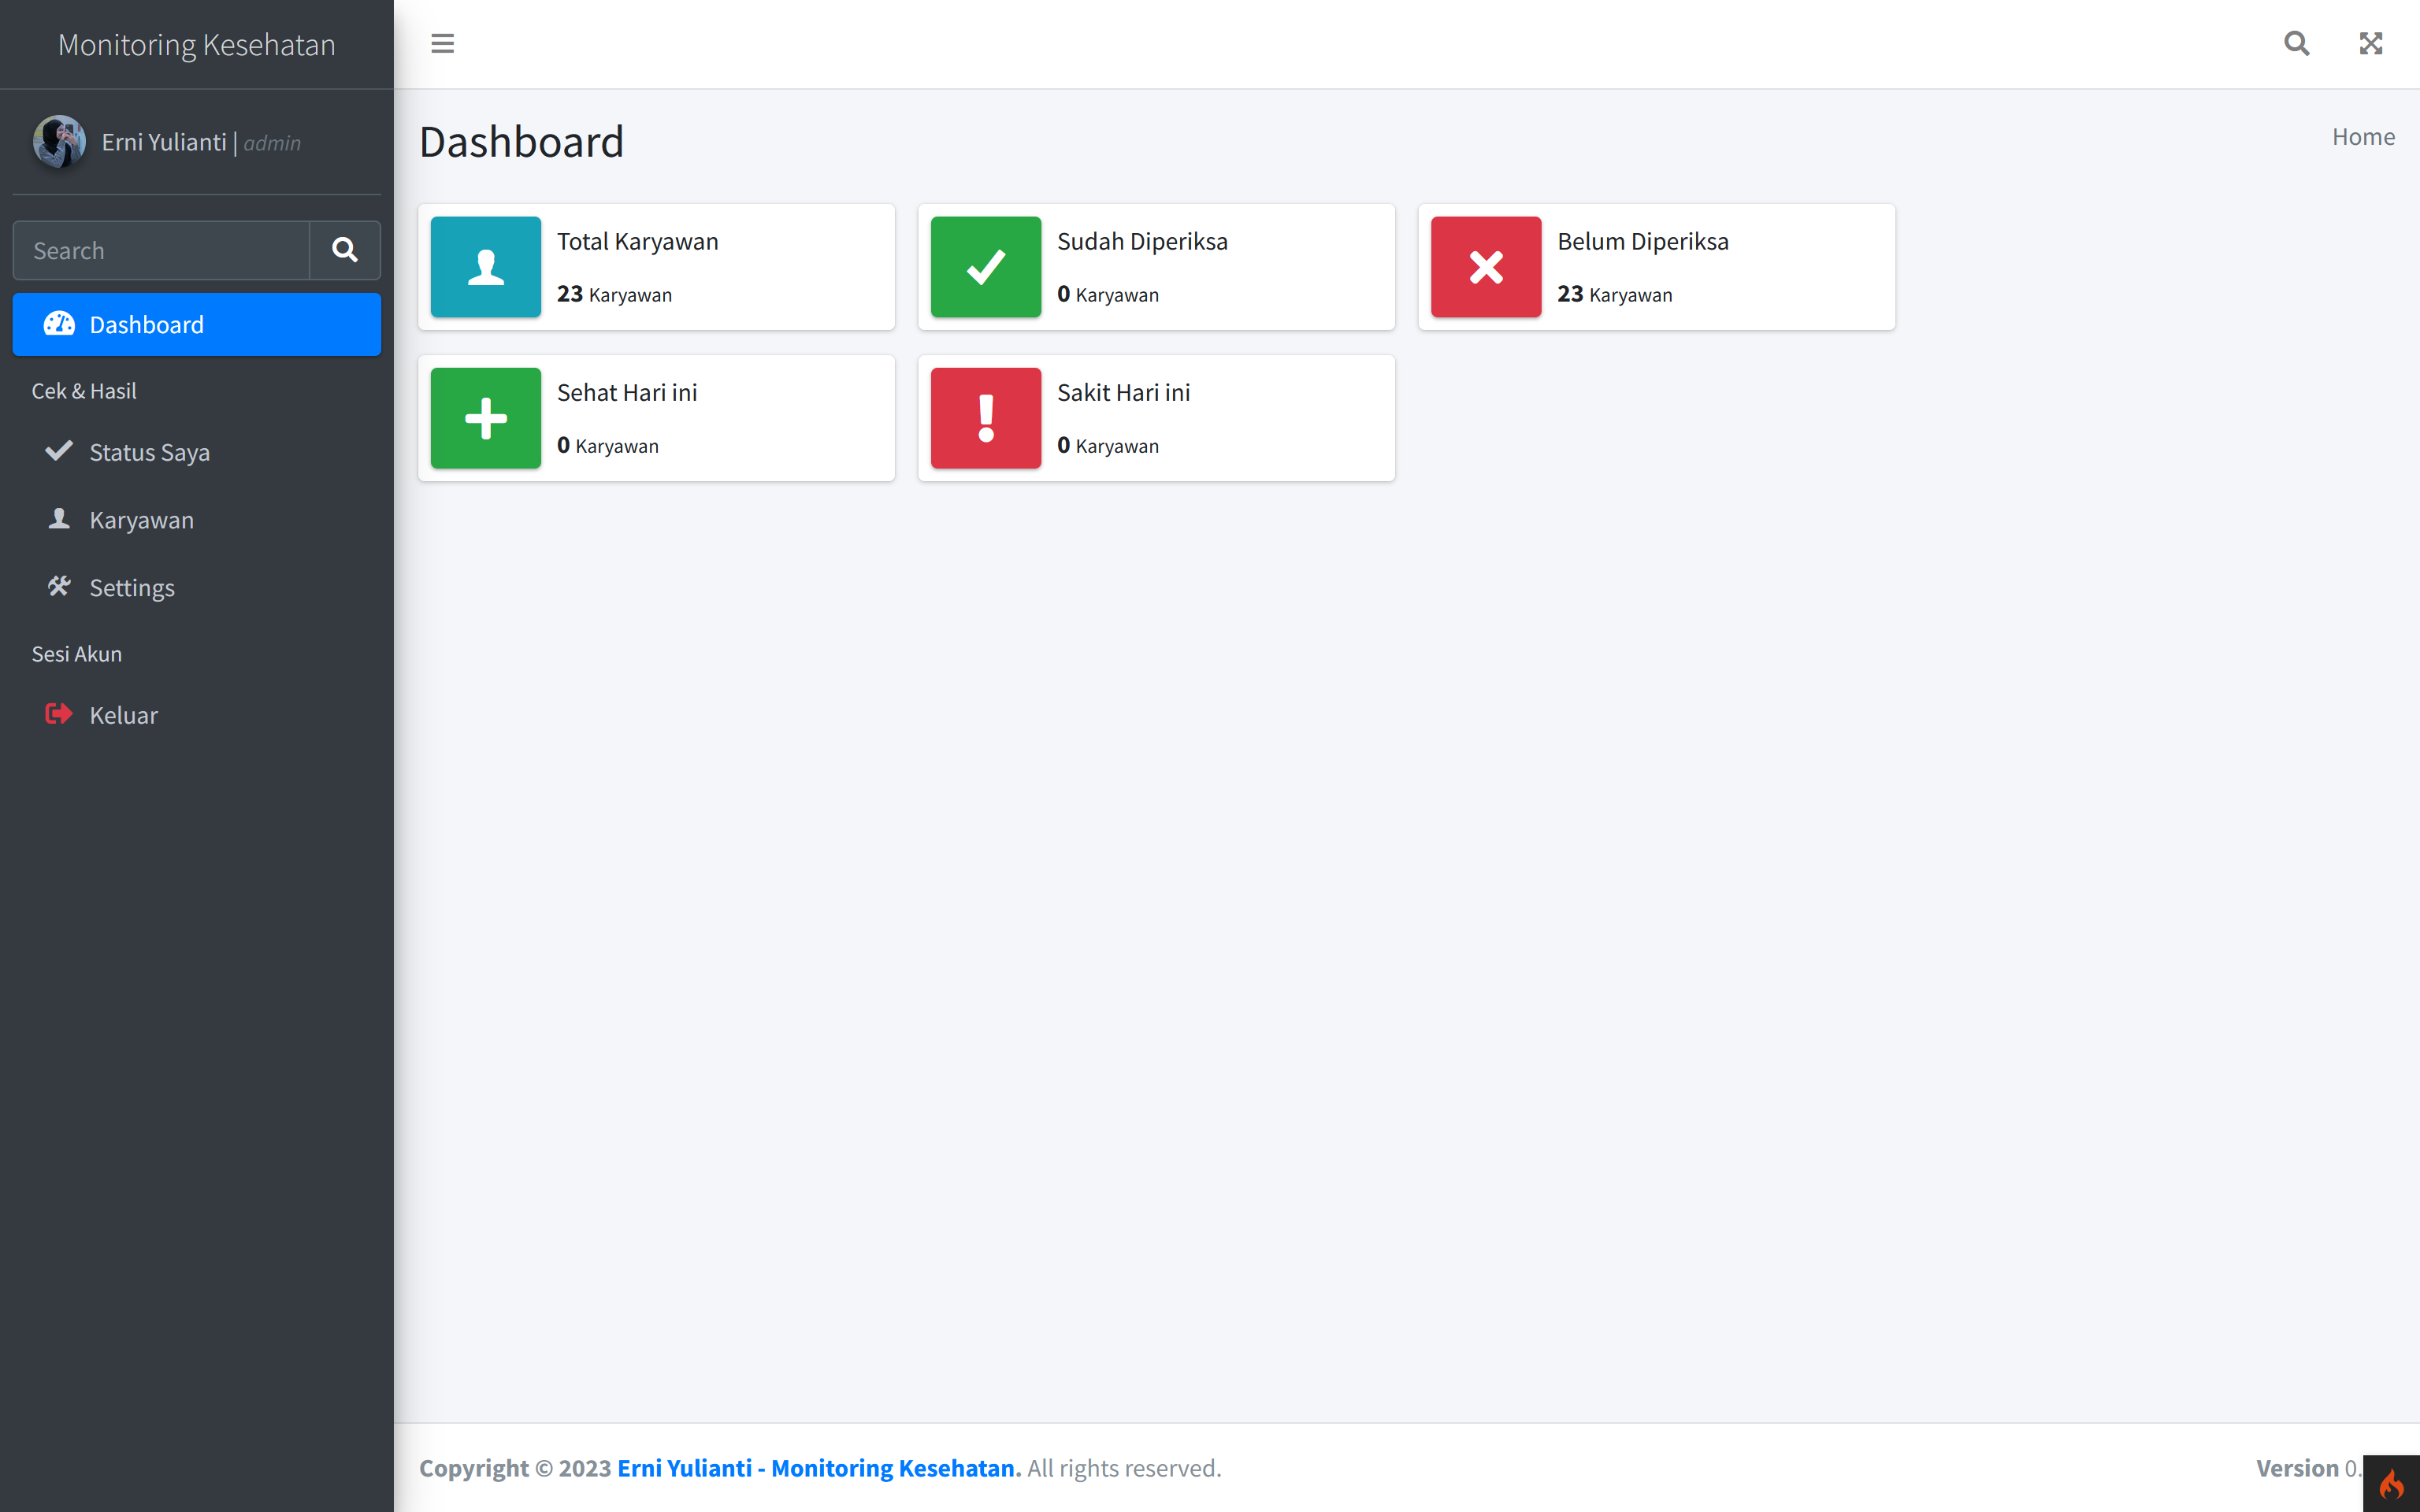 Monitoring Kesehatan
Erni Yulianti | admin
Search
Dashboard
Cek & Hasil
Status Saya
Karyawan
Settings
Sesi Akun
Keluar
Dashboard
Home
Total Karyawan
23 Karyawan
Sudah Diperiksa
0 Karyawan
Belum Diperiksa
23 Karyawan
Sehat Hari ini
0 Karyawan
Sakit Hari ini
0 Karyawan
Copyright © 2023 Erni Yulianti - Monitoring Kesehatan. All rights reserved.
Version 0.